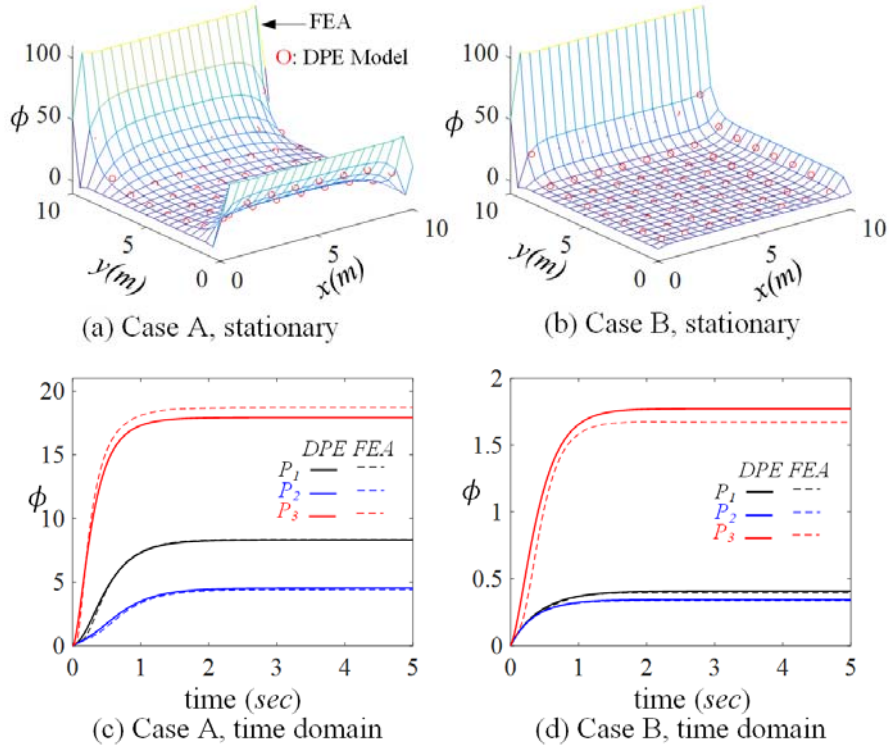 FEA
O: DPE Model
100
50
0
ϕ
10
5
0
y(m)
0
5
10
x(m)
(a) Case A, stationary
100
50
0
ϕ
10
5
0
y(m)
0
5
10
x(m)
(b) Case B, stationary
20
15
10
5
0
ϕ
DPE FEA
P1
P2
P3
0 1 2 3 4 5
time (sec)
(c) Case A, time domain
2
1.5
1
0.5
0
ϕ
DPE FEA
P1
P2
P3
0 1 2 3 4 5
time (sec)
(d) Case B, time domain